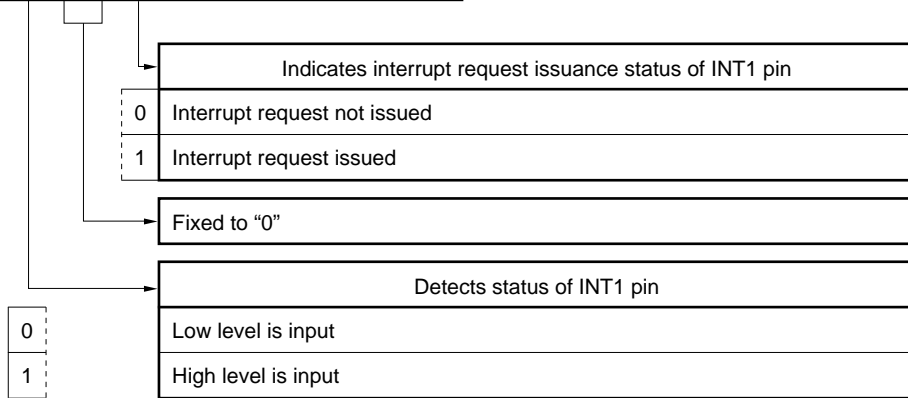 Indicates interrupt request issuance status of INT1 pin
0 Interrupt request not issued
1 Interrupt request issued
Fixed to “0”
Detects status of INT1 pin
0 Low level is input
1 High level is input